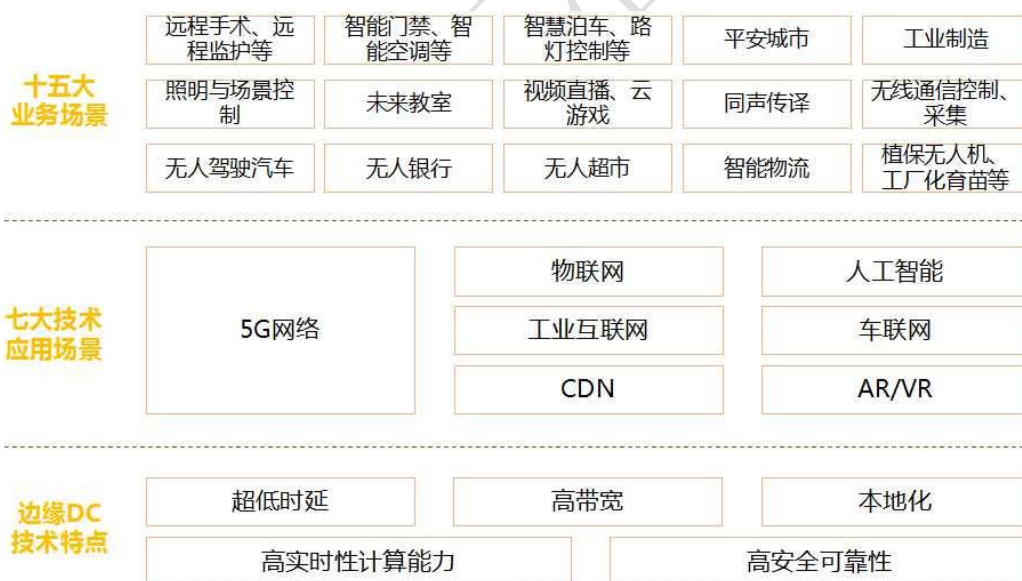 十五大
业务场景
远程手术、远
程监护等
智能门禁、智
能空调等
智慧泊车、路
灯控制等
平安城市
工业制造
照明与场景控
制
未来教室
视频直播、云
游戏
同声传译
无线通信控制、
采集
无人驾驶汽车
无人银行
无人超市
智能物流
植保无人机、
工厂化育苗等
七大技术
应用场景
5G网络
物联网
人工智能
工业互联网
车联网
CDN
AR/VR
边缘DC
技术特点
超低时延
高带宽
本地化
高实时性计算能力
高安全可靠性